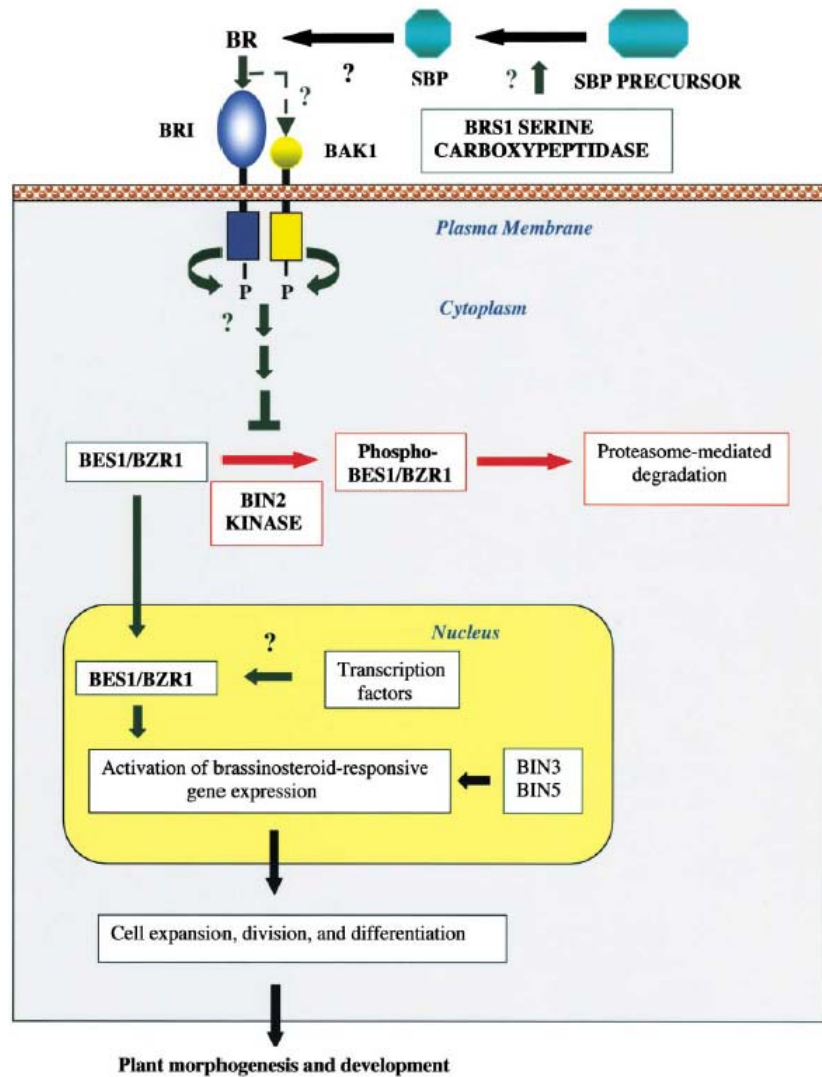 BR
?
SBP
?
SBP PRECURSOR
BRS1 SERINE
CARBOXYPEPTIDASE
?
BRI
BAK1
Plasma Membrane
P
P
Cytoplasm
?
BES1/BZR1
BIN2
KINASE
Phospho-
BES1/BZR1
Proteasome-mediated
degradation
Nucleus
?
BES1/BZR1
Transcription
factors
Activation of brassinosteroid-responsive
gene expression
BIN3
BIN5
Cell expansion, division, and differentiation
Plant morphogenesis and development